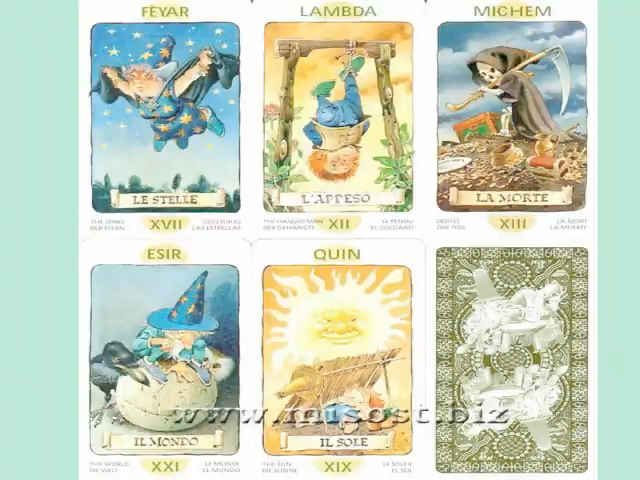 FÈYAR
LE STELLE
THE STARS
DER STERN
XVII
LES ETOILES
LAS ESTRELLAS
LAMBDA
L'APPESO
THE HANGED MAN
DER GEHÄNGTE
XII
LE PENDU
EL COLGADO
MICHEM
LA MORTE
DEATH
DER TOD
XIII
LA MORT
LA MUERTE
ESIR
IL MONDO
THE WORLD
DIE WELT
XXI
LE MONDE
EL MUNDO
QUIN
IL SOLE
THE SUN
DIE SONNE
XIX
LE SOLEIL
EL SOL
www.misost.biz